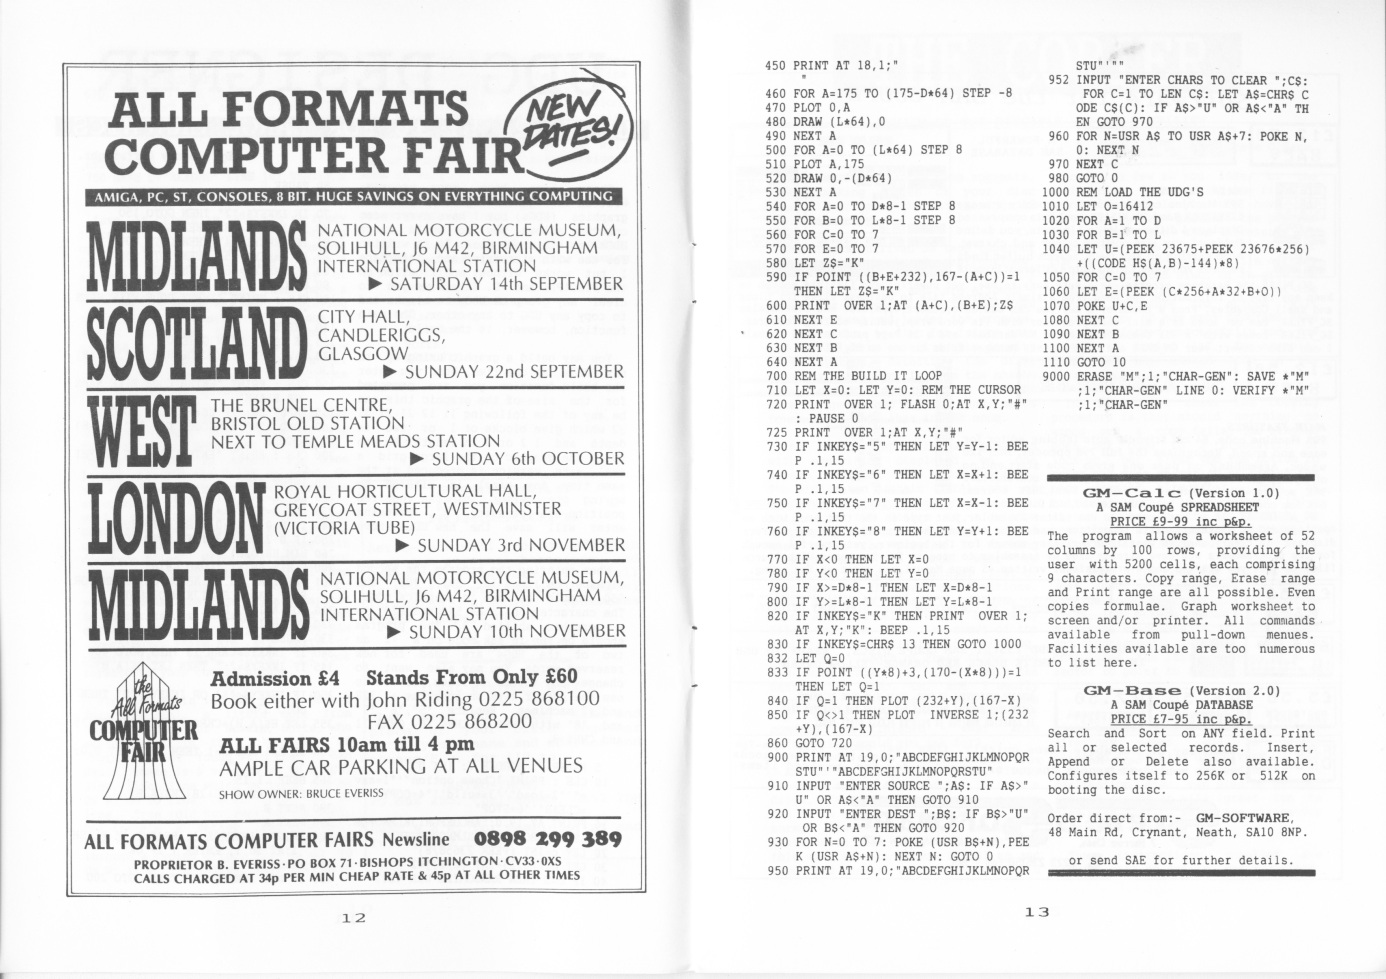 ALL FORMATS
COMPUTER FAIR
NEW
DATES!
AMIGA, PC, ST, CONSOLES, 8 BIT. HUGE SAVINGS ON EVERYTHING COMPUTING
MIDLANDS
NATIONAL MOTORCYCLE MUSEUM,
SOLIHULL, J6 M42, BIRMINGHAM
INTERNATIONAL STATION
▶ SATURDAY 14th SEPTEMBER
SCOTLAND
CITY HALL,
CANDLERIGGS,
GLASGOW
▶ SUNDAY 22nd SEPTEMBER
WEST
THE BRUNEL CENTRE,
BRISTOL OLD STATION
NEXT TO TEMPLE MEADS STATION
▶ SUNDAY 6th OCTOBER
LONDON
ROYAL HORTICULTURAL HALL,
GREYCOAT STREET, WESTMINSTER
(VICTORIA TUBE)
▶ SUNDAY 3rd NOVEMBER
MIDLANDS
NATIONAL MOTORCYCLE MUSEUM,
SOLIHULL, J6 M42, BIRMINGHAM
INTERNATIONAL STATION
▶ SUNDAY 10th NOVEMBER
the
All Formats
COMPUTER
FAIR
Admission £4 Stands From Only £60
Book either with John Riding 0225 868100
FAX 0225 868200
ALL FAIRS 10am till 4 pm
AMPLE CAR PARKING AT ALL VENUES
SHOW OWNER: BRUCE EVERISS
ALL FORMATS COMPUTER FAIRS Newsline 0898 299 389
PROPRIETOR B. EVERISS · PO BOX 71 · BISHOPS ITCHINGTON · CV33 · 0XS
CALLS CHARGED AT 34p PER MIN CHEAP RATE & 45p AT ALL OTHER TIMES
12
450 PRINT AT 18,1;"
"
460 FOR A=175 TO (175-D*64) STEP -8
470 PLOT 0,A
480 DRAW (L*64),0
490 NEXT A
500 FOR A=0 TO (L*64) STEP 8
510 PLOT A,175
520 DRAW 0,-(D*64)
530 NEXT A
540 FOR A=0 TO D*8-1 STEP 8
550 FOR B=0 TO L*8-1 STEP 8
560 FOR C=0 TO 7
570 FOR E=0 TO 7
580 LET Z$="K"
590 IF POINT ((B+E+232),167-(A+C))=1
THEN LET Z$="K"
600 PRINT OVER 1;AT (A+C),(B+E);Z$
610 NEXT E
620 NEXT C
630 NEXT B
640 NEXT A
700 REM THE BUILD IT LOOP
710 LET X=0: LET Y=0: REM THE CURSOR
720 PRINT OVER 1; FLASH 0;AT X,Y;"#"
: PAUSE 0
725 PRINT OVER 1;AT X,Y;"#"
730 IF INKEY$="5" THEN LET Y=Y-1: BEE
P .1,15
740 IF INKEY$="6" THEN LET X=X+1: BEE
P .1,15
750 IF INKEY$="7" THEN LET X=X-1: BEE
P .1,15
760 IF INKEY$="8" THEN LET Y=Y+1: BEE
P .1,15
770 IF X<0 THEN LET X=0
780 IF Y<0 THEN LET Y=0
790 IF X>=D*8-1 THEN LET X=D*8-1
800 IF Y>=L*8-1 THEN LET Y=L*8-1
820 IF INKEY$="K" THEN PRINT OVER 1;
AT X,Y;"K": BEEP .1,15
830 IF INKEY$=CHR$ 13 THEN GOTO 1000
832 LET Q=0
833 IF POINT ((Y*8)+3,(170-(X*8)))=1
THEN LET Q=1
840 IF Q=1 THEN PLOT (232+Y),(167-X)
850 IF Q<>1 THEN PLOT INVERSE 1;(232
+Y),(167-X)
860 GOTO 720
900 PRINT AT 19,0;"ABCDEFGHIJKLMNOPQR
STU"'"ABCDEFGHIJKLMNOPQRSTU"
910 INPUT "ENTER SOURCE ";A$: IF A$>"
U" OR A$<"A" THEN GOTO 910
920 INPUT "ENTER DEST ";B$: IF B$>"U"
OR B$<"A" THEN GOTO 920
930 FOR N=0 TO 7: POKE (USR B$+N),PEE
K (USR A$+N): NEXT N: GOTO 0
950 PRINT AT 19,0;"ABCDEFGHIJKLMNOPQR
STU"'""
952 INPUT "ENTER CHARS TO CLEAR ";C$:
FOR C=1 TO LEN C$: LET A$=CHR$ C
ODE C$(C): IF A$>"U" OR A$<"A" TH
EN GOTO 970
960 FOR N=USR A$ TO USR A$+7: POKE N,
0: NEXT N
970 NEXT C
980 GOTO 0
1000 REM LOAD THE UDG'S
1010 LET O=16412
1020 FOR A=1 TO D
1030 FOR B=1 TO L
1040 LET U=(PEEK 23675+PEEK 23676*256)
+((CODE H$(A,B)-144)*8)
1050 FOR C=0 TO 7
1060 LET E=(PEEK (C*256+A*32+B+O))
1070 POKE U+C,E
1080 NEXT C
1090 NEXT B
1100 NEXT A
1110 GOTO 10
9000 ERASE "M";1;"CHAR-GEN": SAVE *"M"
;1;"CHAR-GEN" LINE 0: VERIFY *"M"
;1;"CHAR-GEN"
GM-Calc (Version 1.0)
A SAM Coupé SPREADSHEET
PRICE £9-99 inc p&p.
The program allows a worksheet of 52
columns by 100 rows, providing the
user with 5200 cells, each comprising
9 characters. Copy range, Erase range
and Print range are all possible. Even
copies formulae. Graph worksheet to
screen and/or printer. All commands
available from pull-down menues.
Facilities available are too numerous
to list here.
GM-Base (Version 2.0)
A SAM Coupé DATABASE
PRICE £7-95 inc p&p.
Search and Sort on ANY field. Print
all or selected records. Insert,
Append or Delete also available.
Configures itself to 256K or 512K on
booting the disc.
Order direct from:- GM-SOFTWARE,
48 Main Rd, Crynant, Neath, SA10 8NP.
or send SAE for further details.
13